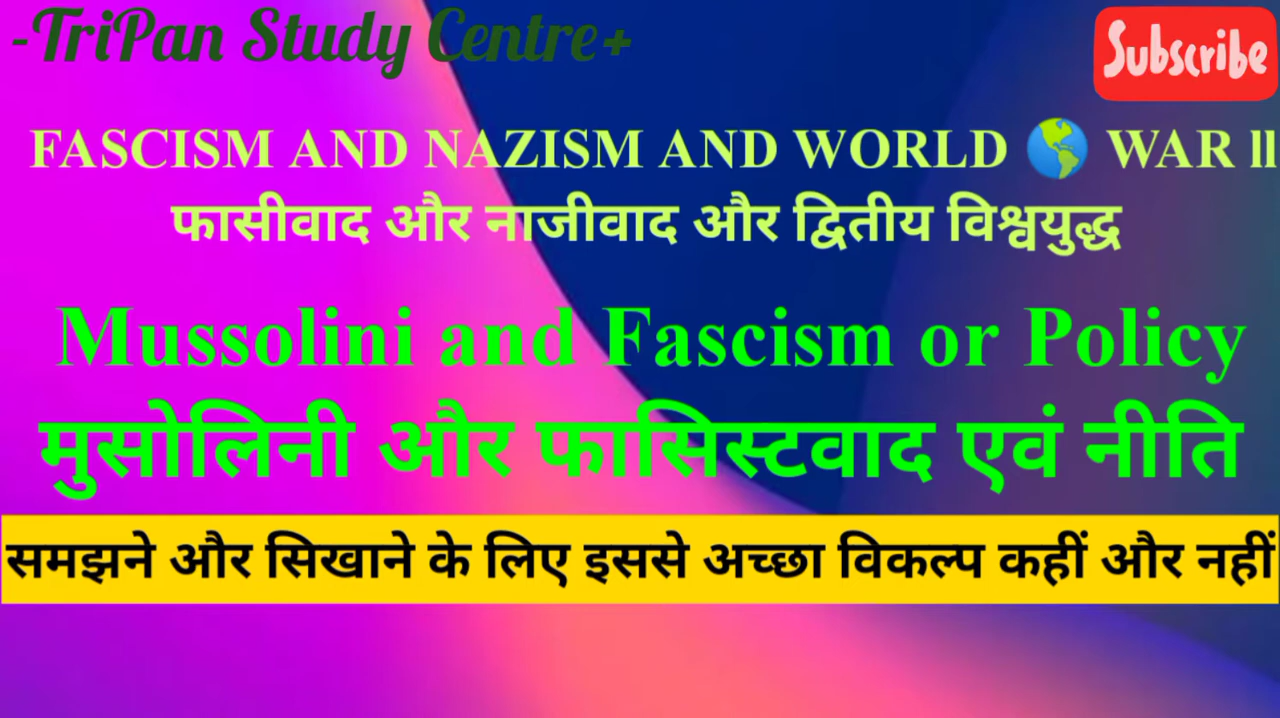 -TriPan Study Centre+
Subscribe
FASCISM AND NAZISM AND WORLD 🌎 WAR ll
फासीवाद और नाजीवाद और द्वितीय विश्वयुद्ध
Mussolini and Fascism or Policy
मुसोलिनी और फासिस्टवाद एवं नीति
समझने और सिखाने के लिए इससे अच्छा विकल्प कहीं और नहीं